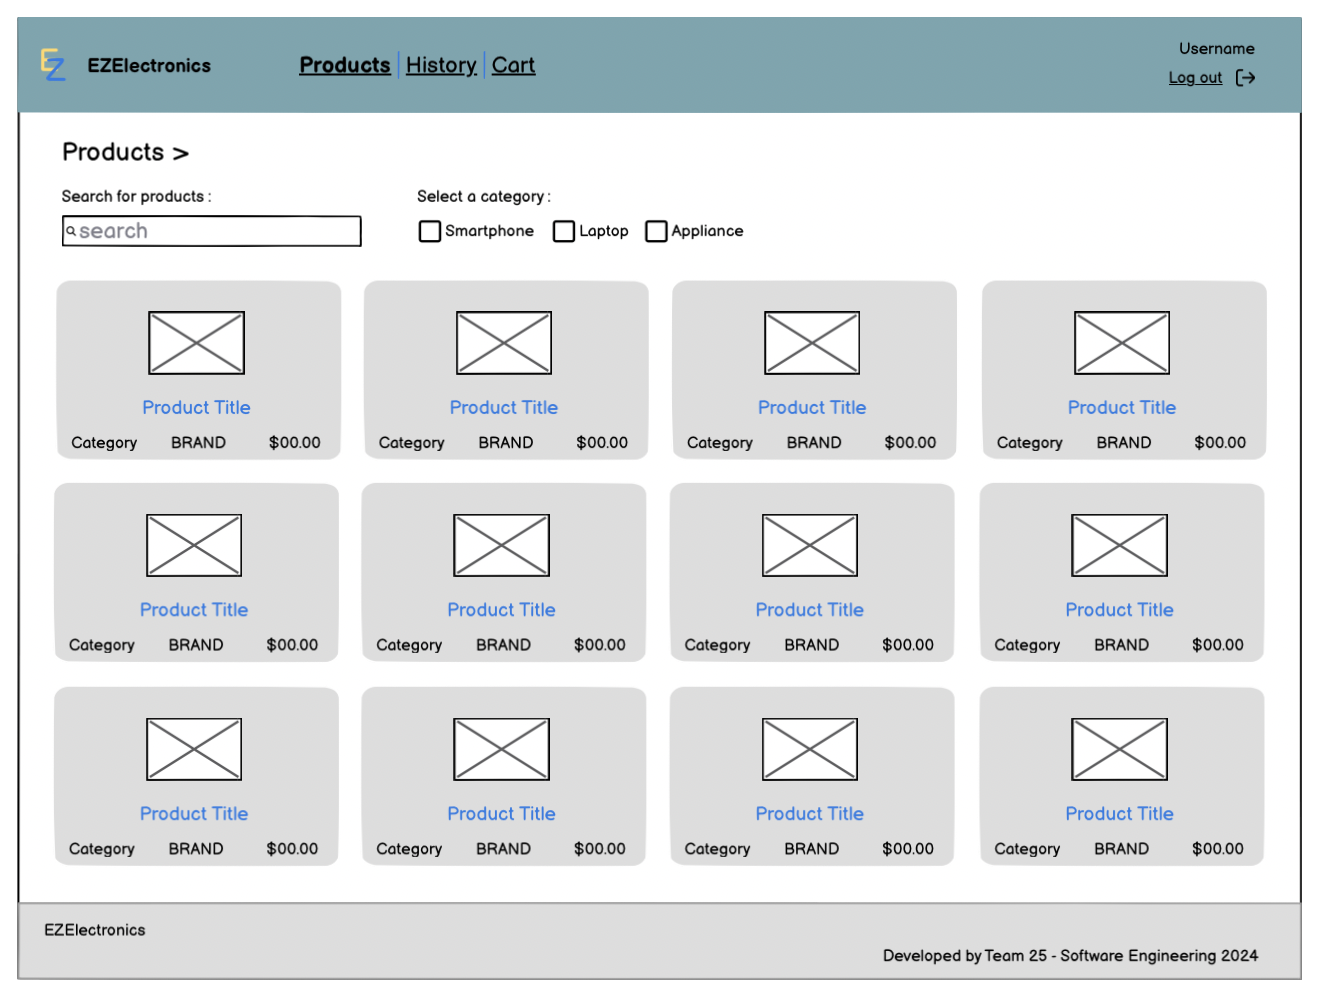 EZ EZElectronics Products History Cart
Username
Log out
Products >
Search for products :
search
Select a category :
Smartphone Laptop Appliance
Product Title
Category BRAND $00.00
Product Title
Category BRAND $00.00
Product Title
Category BRAND $00.00
Product Title
Category BRAND $00.00
Product Title
Category BRAND $00.00
Product Title
Category BRAND $00.00
Product Title
Category BRAND $00.00
Product Title
Category BRAND $00.00
Product Title
Category BRAND $00.00
Product Title
Category BRAND $00.00
Product Title
Category BRAND $00.00
Product Title
Category BRAND $00.00
EZElectronics
Developed by Team 25 - Software Engineering 2024